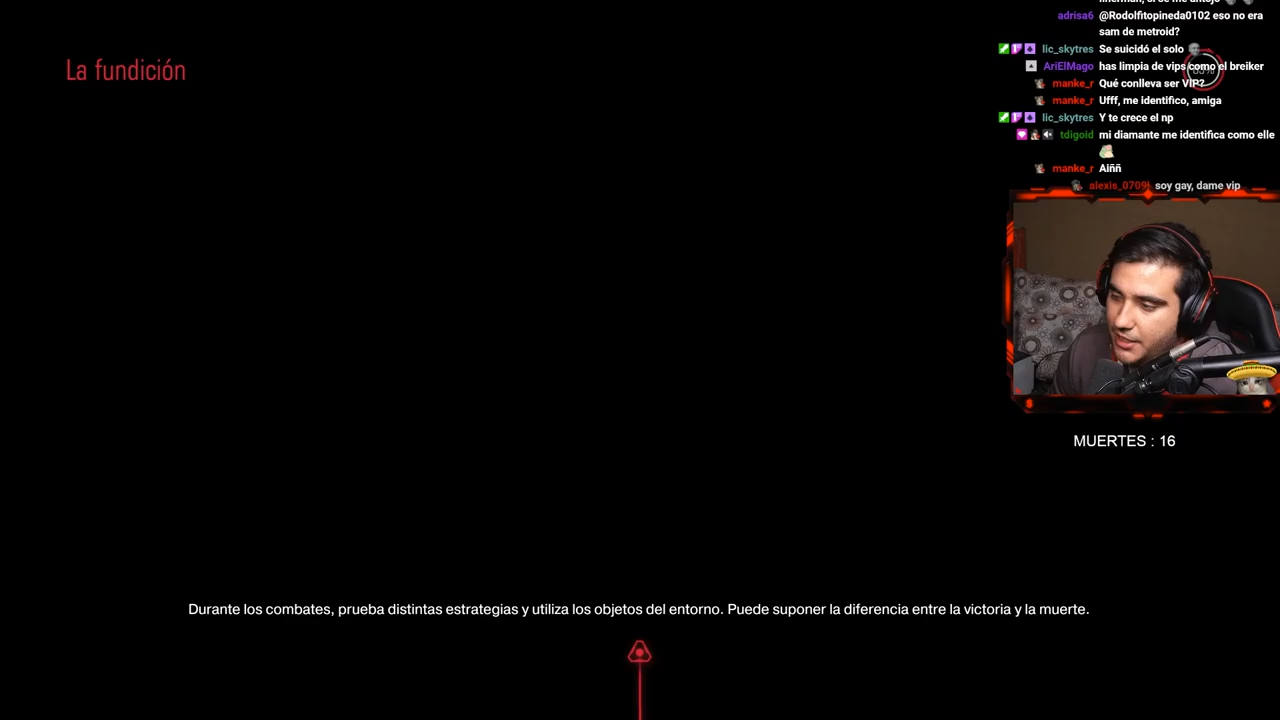 La fundición
adrisa6 @Rodolfitopineda0102 eso no era
sam de metroid?
lic_skytres Se suicidó el solo
AriElMago has limpia de vips como el breiker
manke_r Qué conlleva ser VIP?
manke_r Ufff, me identifico, amiga
lic_skytres Y te crece el np
tdigoid mi diamante me identifica como elle
manke_r Aiññ
alexis_0709l soy gay, dame vip
MUERTES : 16
Durante los combates, prueba distintas estrategias y utiliza los objetos del entorno. Puede suponer la diferencia entre la victoria y la muerte.